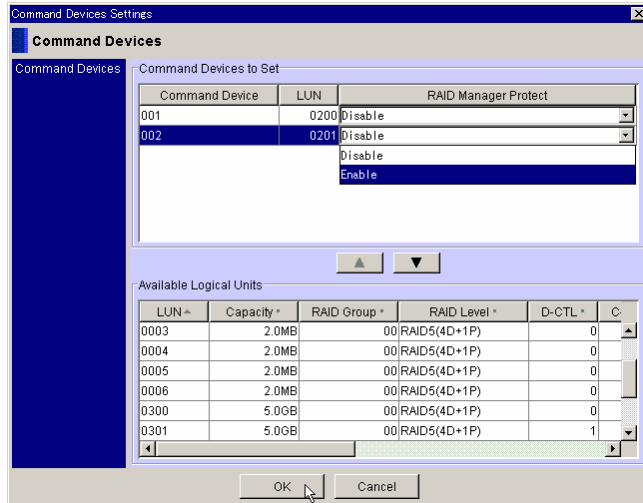 Command Devices Settings
Command Devices
Command Devices
Command Devices to Set
Command Device LUN RAID Manager Protect
001 0200 Disable
002 0201 Disable
Disable
Enable
Available Logical Units
LUN Capacity RAID Group RAID Level D-CTL C-
0003 2.0MB 00 RAID5(4D+1P) 0
0004 2.0MB 00 RAID5(4D+1P) 0
0005 2.0MB 00 RAID5(4D+1P) 0
0006 2.0MB 00 RAID5(4D+1P) 0
0300 5.0GB 00 RAID5(4D+1P) 0
0301 5.0GB 00 RAID5(4D+1P) 1
OK Cancel